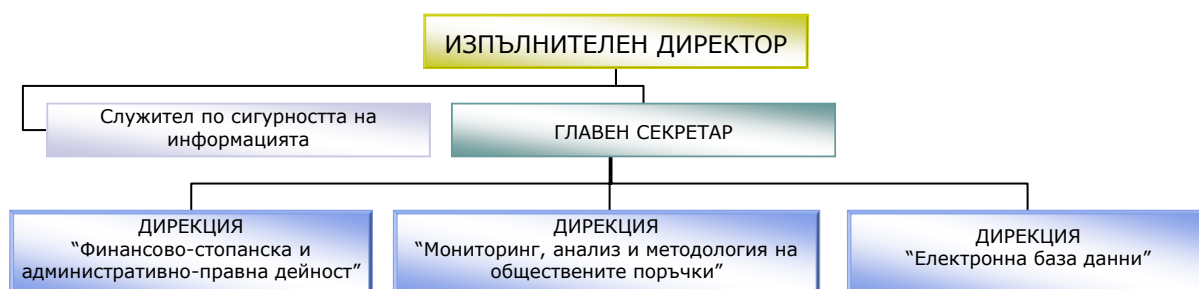 ИЗПЪЛНИТЕЛЕН ДИРЕКТОР
Служител по сигурността на
информацията
ГЛАВЕН СЕКРЕТАР
ДИРЕКЦИЯ
“Финансово-стопанска и
административно-правна дейност”
ДИРЕКЦИЯ
“Мониторинг, анализ и методология на
обществените поръчки”
ДИРЕКЦИЯ
“Електронна база данни”